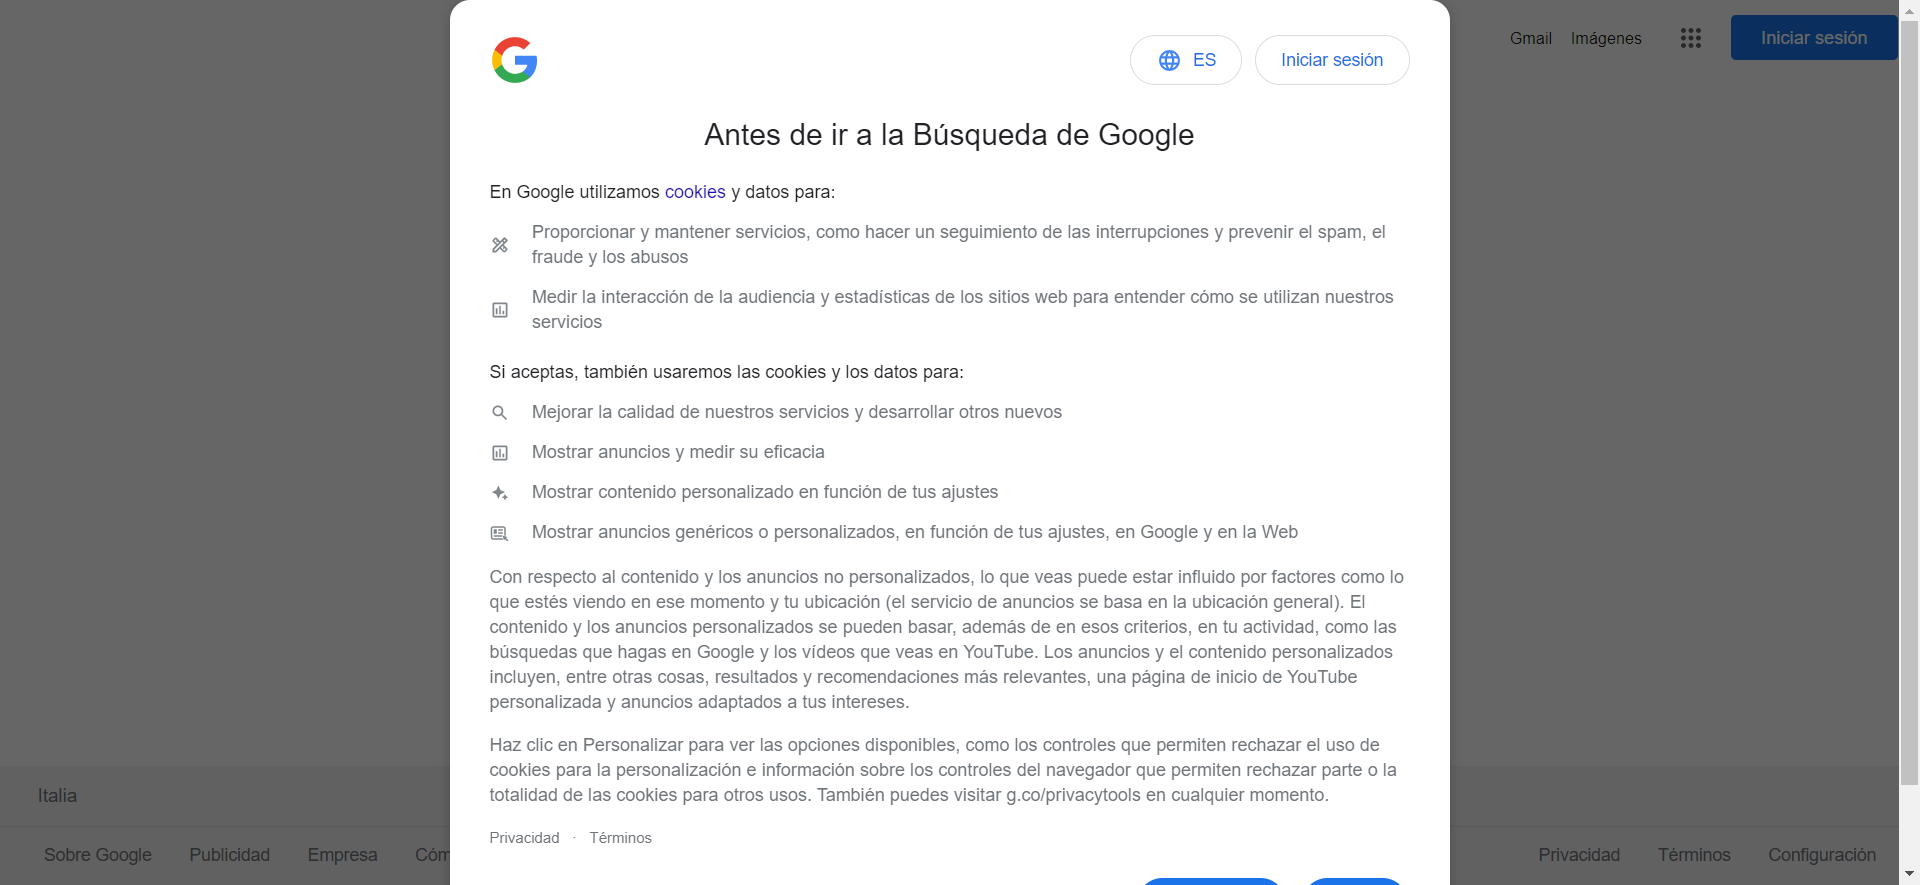 Gmail Imágenes Iniciar sesión
ES Iniciar sesión
Antes de ir a la Búsqueda de Google
En Google utilizamos cookies y datos para:
Proporcionar y mantener servicios, como hacer un seguimiento de las interrupciones y prevenir el spam, el
fraude y los abusos
Medir la interacción de la audiencia y estadísticas de los sitios web para entender cómo se utilizan nuestros
servicios
Si aceptas, también usaremos las cookies y los datos para:
Mejorar la calidad de nuestros servicios y desarrollar otros nuevos
Mostrar anuncios y medir su eficacia
Mostrar contenido personalizado en función de tus ajustes
Mostrar anuncios genéricos o personalizados, en función de tus ajustes, en Google y en la Web
Con respecto al contenido y los anuncios no personalizados, lo que veas puede estar influido por factores como lo
que estés viendo en ese momento y tu ubicación (el servicio de anuncios se basa en la ubicación general). El
contenido y los anuncios personalizados se pueden basar, además de en esos criterios, en tu actividad, como las
búsquedas que hagas en Google y los vídeos que veas en YouTube. Los anuncios y el contenido personalizados
incluyen, entre otras cosas, resultados y recomendaciones más relevantes, una página de inicio de YouTube
personalizada y anuncios adaptados a tus intereses.
Haz clic en Personalizar para ver las opciones disponibles, como los controles que permiten rechazar el uso de
cookies para la personalización e información sobre los controles del navegador que permiten rechazar parte o la
totalidad de las cookies para otros usos. También puedes visitar g.co/privacytools en cualquier momento.
Privacidad · Términos
Italia
Sobre Google Publicidad Empresa Cóm
Privacidad Términos Configuración